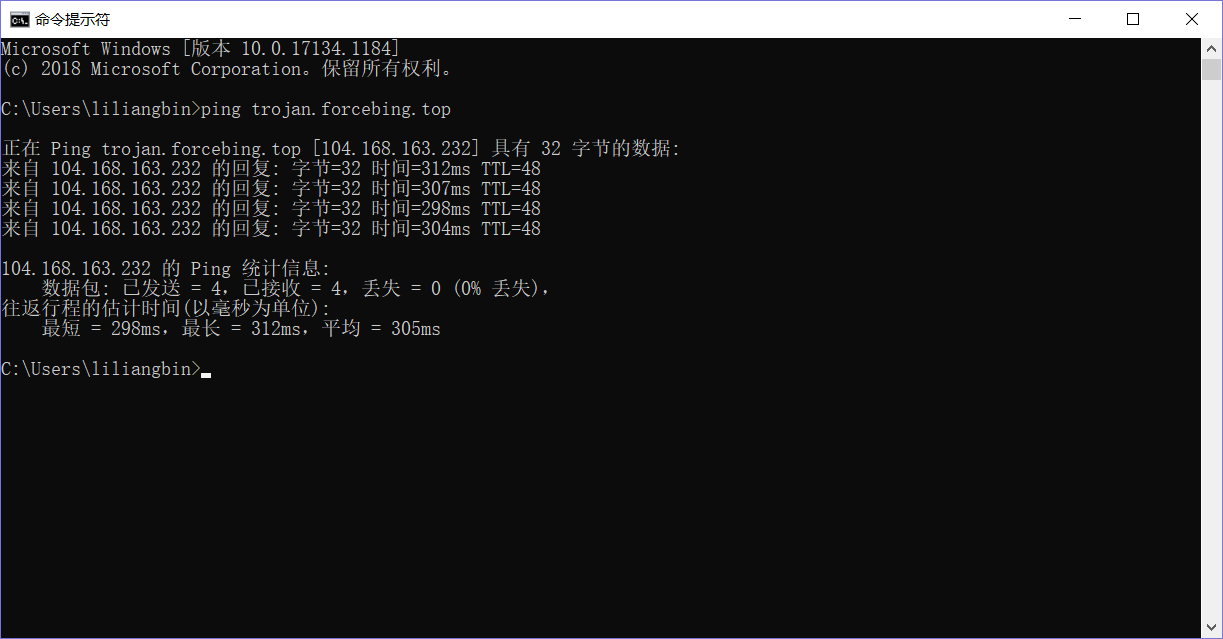 命令提示符
Microsoft Windows [版本 10.0.17134.1184]
(c) 2018 Microsoft Corporation。保留所有权利。
C:\Users\liliangbin>ping trojan.forcebing.top
正在 Ping trojan.forcebing.top [104.168.163.232] 具有 32 字节的数据:
来自 104.168.163.232 的回复: 字节=32 时间=312ms TTL=48
来自 104.168.163.232 的回复: 字节=32 时间=307ms TTL=48
来自 104.168.163.232 的回复: 字节=32 时间=298ms TTL=48
来自 104.168.163.232 的回复: 字节=32 时间=304ms TTL=48
104.168.163.232 的 Ping 统计信息:
数据包: 已发送 = 4，已接收 = 4，丢失 = 0 (0% 丢失)，
往返行程的估计时间(以毫秒为单位):
最短 = 298ms，最长 = 312ms，平均 = 305ms
C:\Users\liliangbin>